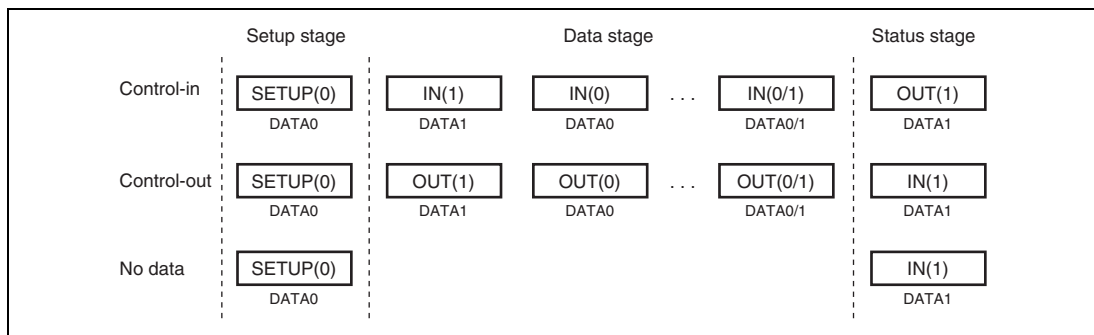 Setup stage Data stage Status stage
Control-in SETUP(0) IN(1) IN(0) . . . IN(0/1) OUT(1)
DATA0 DATA1 DATA0 DATA0/1 DATA1
Control-out SETUP(0) OUT(1) OUT(0) . . . OUT(0/1) IN(1)
DATA0 DATA1 DATA0 DATA0/1 DATA1
No data SETUP(0) IN(1)
DATA0 DATA1